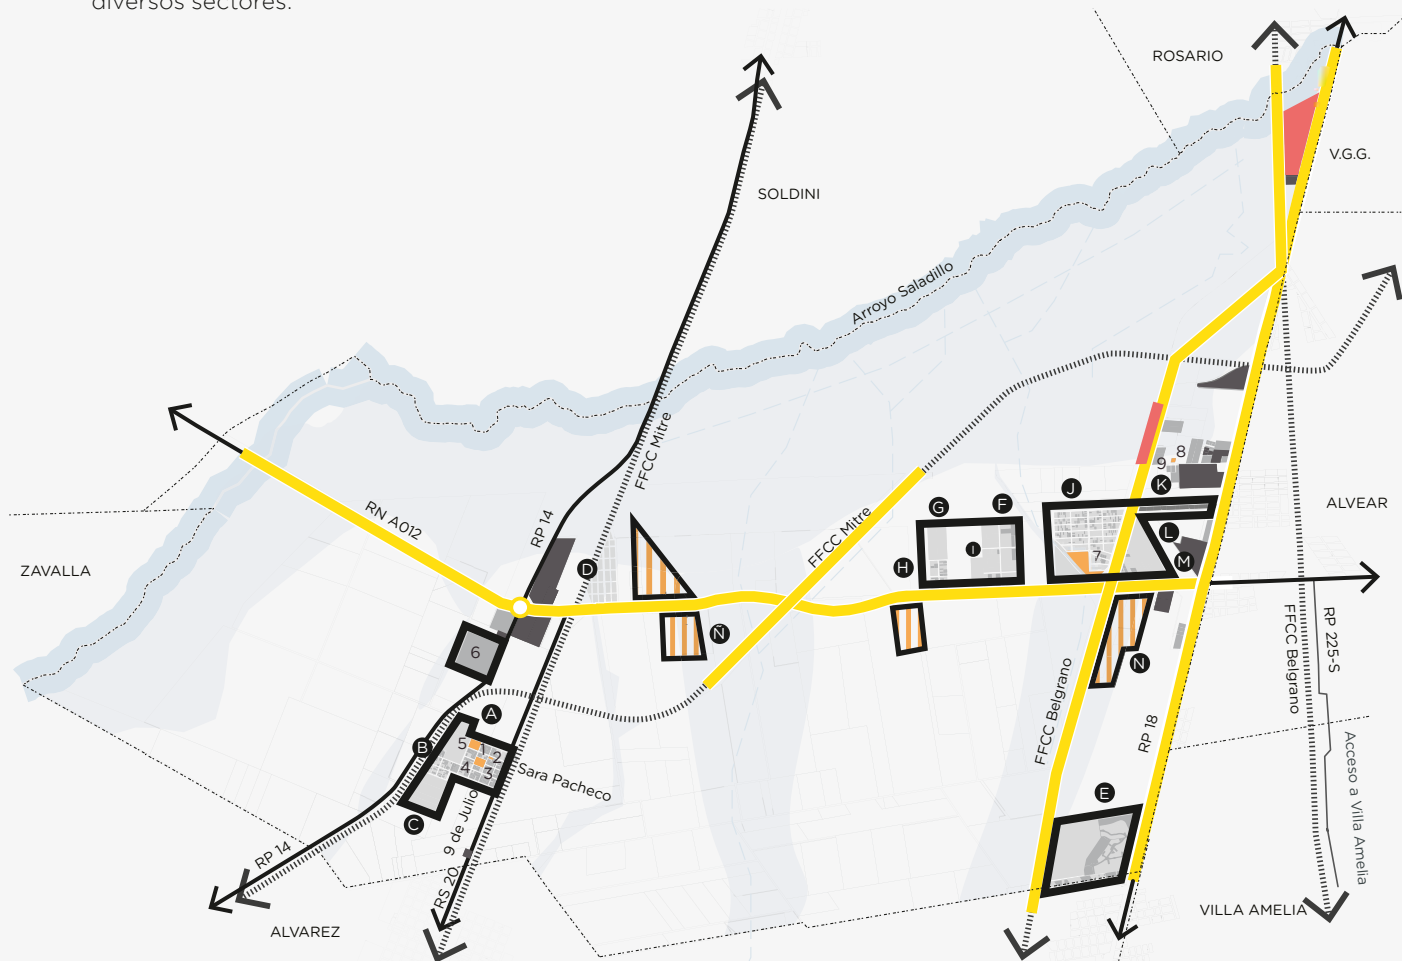 diversos sectores.
ROSARIO
V.G.G.
SOLDINI
Arroyo Saladillo
FFCC Mitre
RN A012
RP 14
ZAVALLA
FFCC Mitre
ALVEAR
8
9
K
J
F
G
L
I
7
M
H
D
Ñ
N
6
RP 225-S
FFCC Belgrano
FFCC Belgrano
RP 18
A
B
5
1
2
4
3
Sara Pacheco
Acceso a Villa Amelia
E
C
9 de Julio
RP 14
RS 20
ALVAREZ
VILLA AMELIA